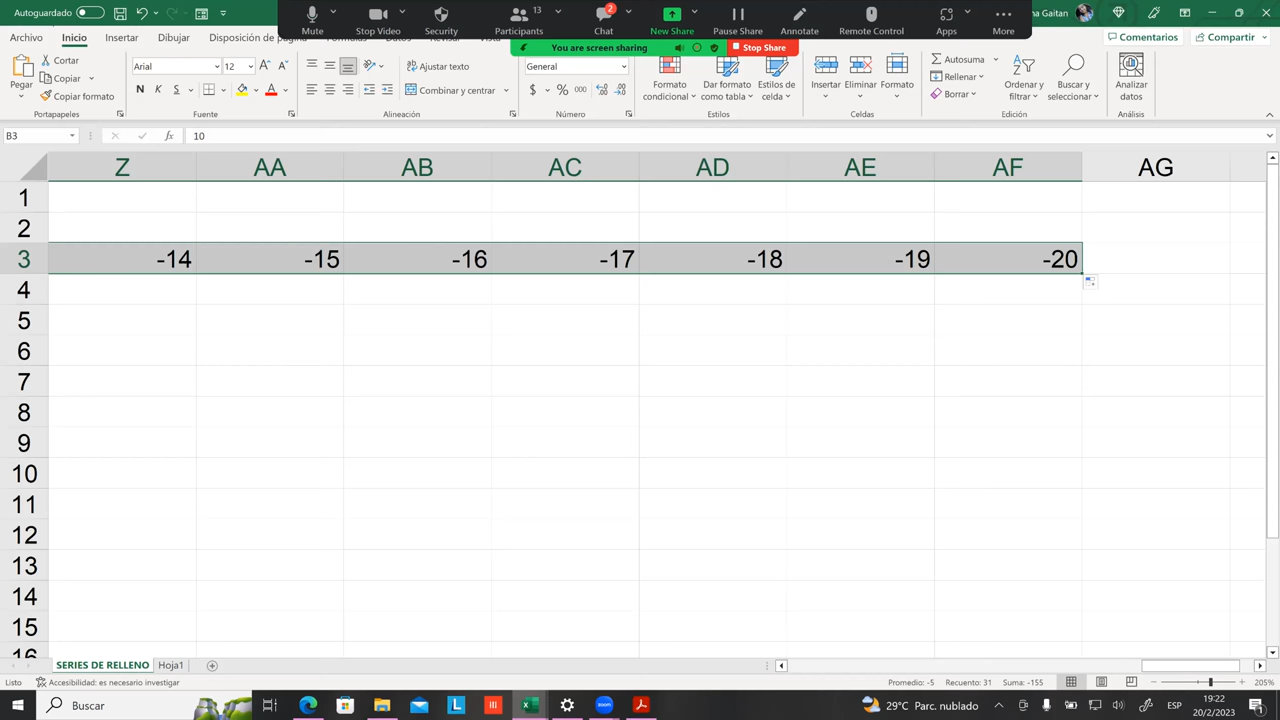 Autoguardado
a Gaitan
Mute
Stop Video
Security
13
Participants
2
Chat
New Share
Pause Share
Annotate
Remote Control
Apps
More
You are screen sharing
Stop Share
Archivo
Inicio
Insertar
Dibujar
Disposición de página
Fórmulas
Datos
Revisar
Vista
Comentarios
Compartir
Pegar
Cortar
Copiar
Copiar formato
Portapapeles
Arial
12
N
K
S
Fuente
Ajustar texto
Combinar y centrar
Alineación
General
$ % 000
Número
Formato condicional
Dar formato como tabla
Estilos de celda
Estilos
Insertar
Eliminar
Formato
Celdas
Autosuma
Rellenar
Borrar
Ordenar y filtrar
Buscar y seleccionar
Edición
Analizar datos
Análisis
B3
fx
10
Z AA AB AC AD AE AF AG
1
2
3 -14 -15 -16 -17 -18 -19 -20
4
5
6
7
8
9
10
11
12
13
14
15
16
SERIES DE RELLENO
Hoja1
Listo
Accesibilidad: es necesario investigar
Promedio: -5
Recuento: 31
Suma: -155
205%
Buscar
29°C Parc. nublado
ESP
19:22
20/2/2023